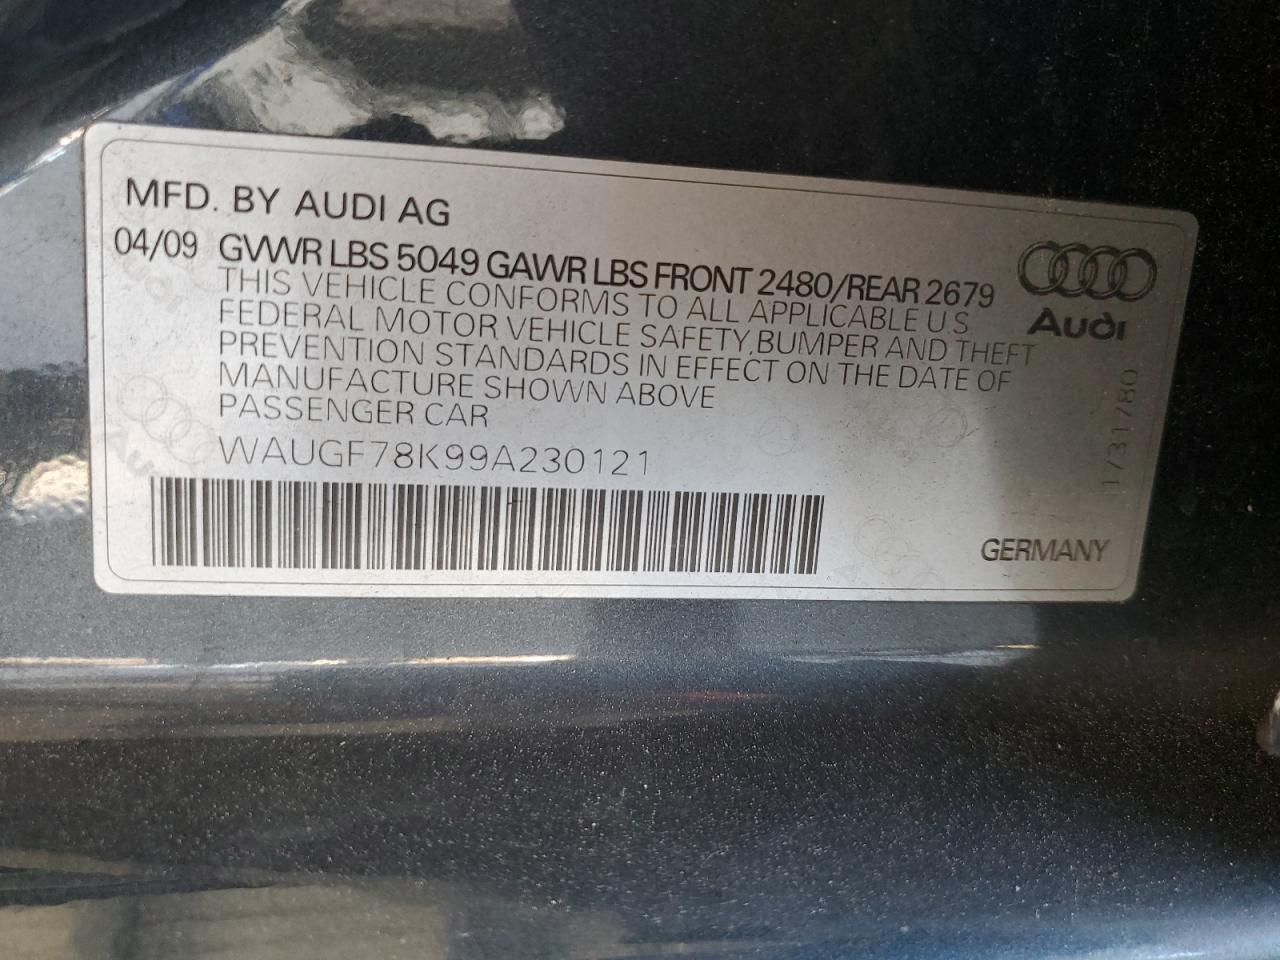 MFD. BY AUDI AG
04/09 GVWR LBS 5049 GAWR LBS FRONT 2480/REAR 2679
THIS VEHICLE CONFORMS TO ALL APPLICABLE U.S
FEDERAL MOTOR VEHICLE SAFETY,BUMPER AND THEFT
PREVENTION STANDARDS IN EFFECT ON THE DATE OF
MANUFACTURE SHOWN ABOVE
PASSENGER CAR
WAUGF78K99A230121
Audi
1731780
GERMANY